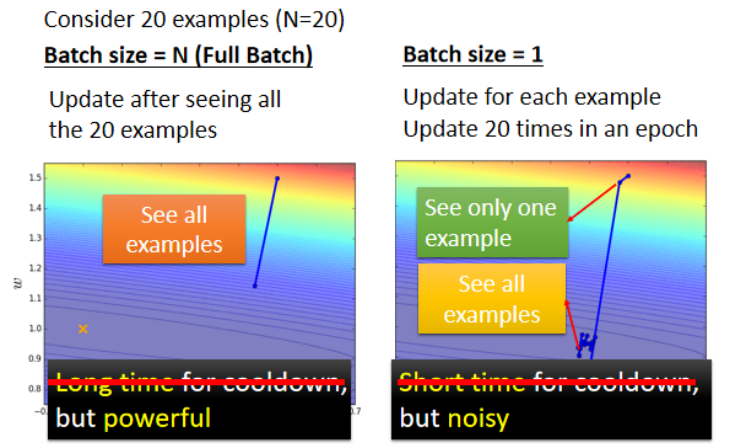 Consider 20 examples (N=20)
Batch size = N (Full Batch)
Update after seeing all
the 20 examples
1.5
1.4
1.3
1.2
1.1
1.0
0.9
0.8
w
See all
examples
Long time for cooldown,
but powerful
−0.
0.7
Batch size = 1
Update for each example
Update 20 times in an epoch
See only one
example
See all
examples
Short time for cooldown,
but noisy